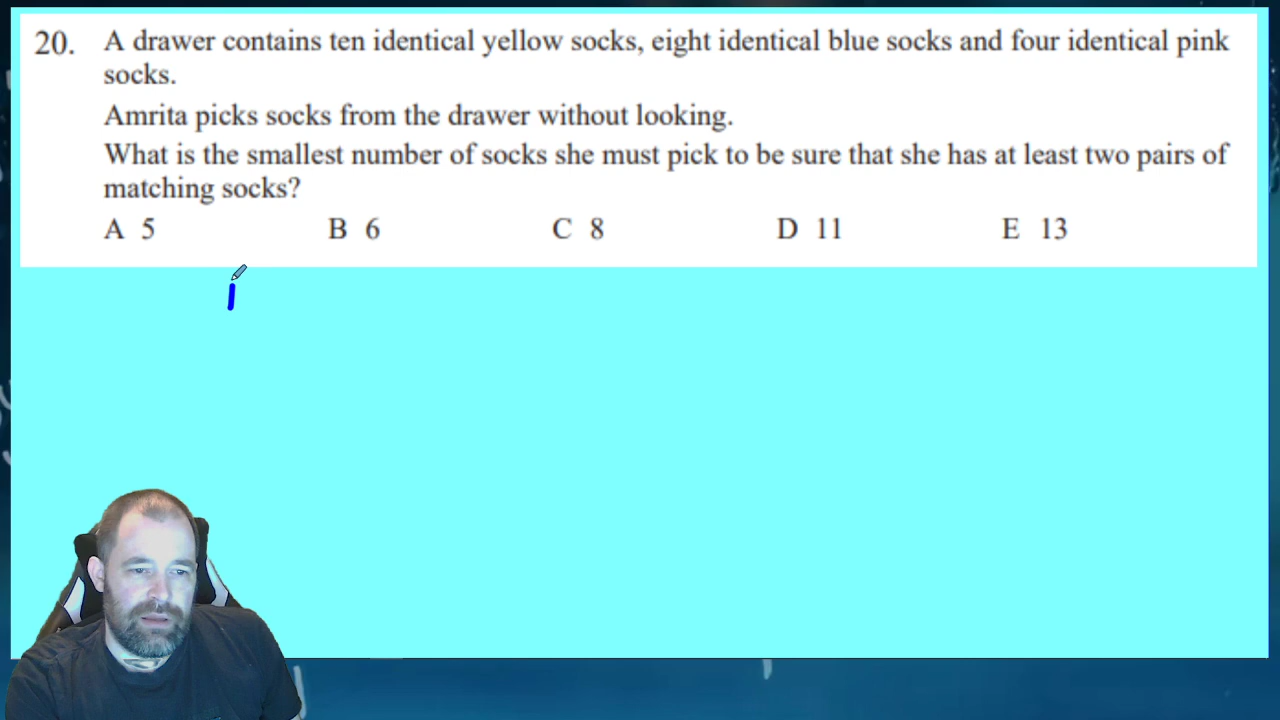 20. A drawer contains ten identical yellow socks, eight identical blue socks and four identical pink
socks.
Amrita picks socks from the drawer without looking.
What is the smallest number of socks she must pick to be sure that she has at least two pairs of
matching socks?
A 5 B 6 C 8 D 11 E 13